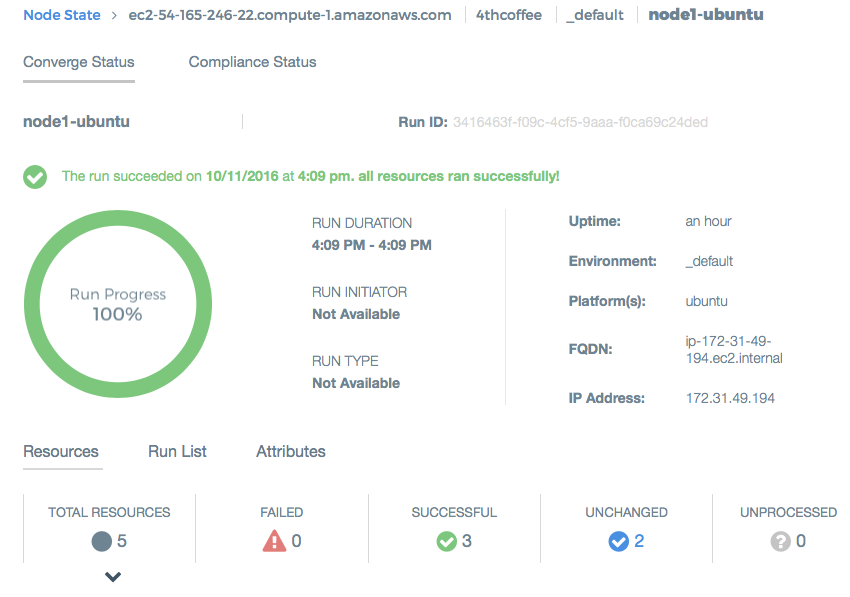 Node State > ec2-54-165-246-22.compute-1.amazonaws.com 4thcoffee _default node1-ubuntu
Converge Status Compliance Status
node1-ubuntu Run ID: 3416463f-f09c-4cf5-9aaa-f0ca69c24ded
The run succeeded on 10/11/2016 at 4:09 pm. all resources ran successfully!
Run Progress
100%
RUN DURATION
4:09 PM - 4:09 PM
RUN INITIATOR
Not Available
RUN TYPE
Not Available
Uptime: an hour
Environment: _default
Platform(s): ubuntu
FQDN: ip-172-31-49-
194.ec2.internal
IP Address: 172.31.49.194
Resources Run List Attributes
TOTAL RESOURCES FAILED SUCCESSFUL UNCHANGED UNPROCESSED
5 0 3 2 0